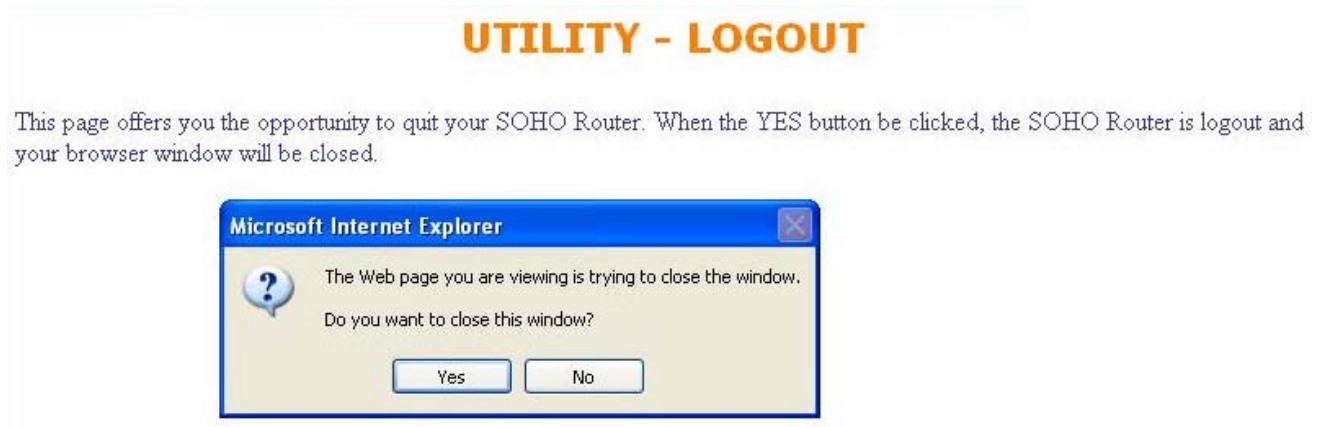 UTILITY - LOGOUT
This page offers you the opportunity to quit your SOHO Router. When the YES button be clicked, the SOHO Router is logout and
your browser window will be closed.
Microsoft Internet Explorer
The Web page you are viewing is trying to close the window.
Do you want to close this window?
Yes No